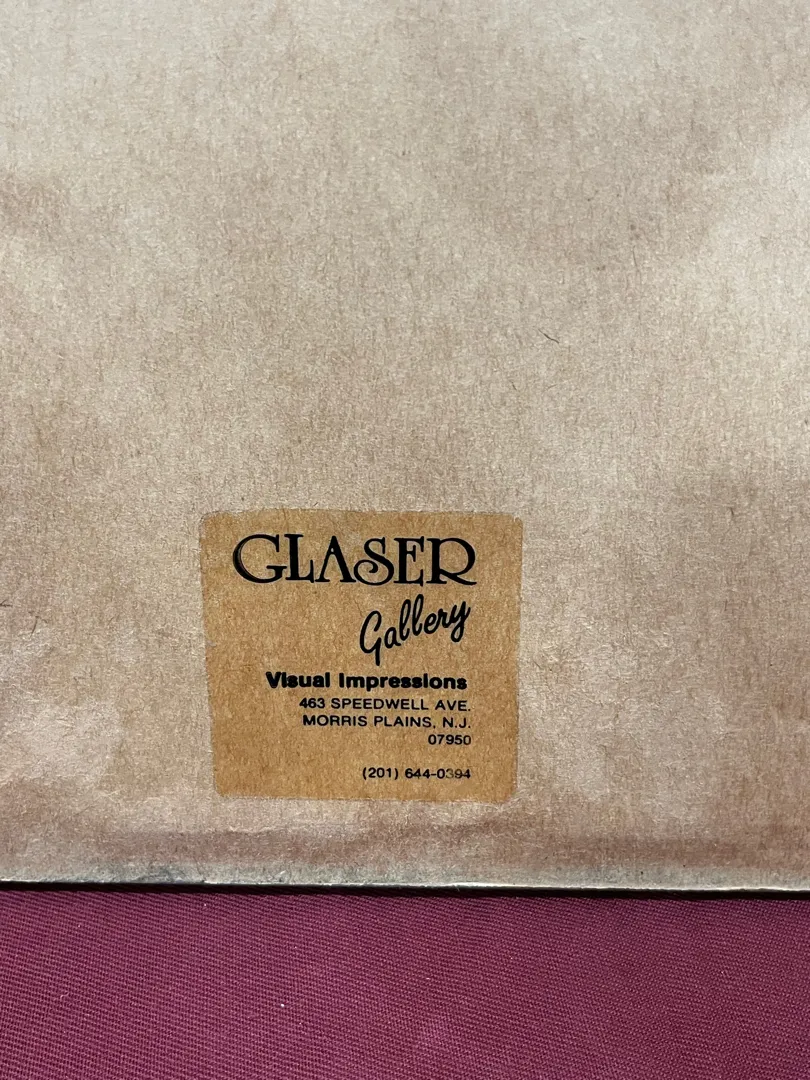 GLASER
Gallery
Visual Impressions
463 SPEEDWELL AVE.
MORRIS PLAINS, N.J.
07950
(201) 644-0394